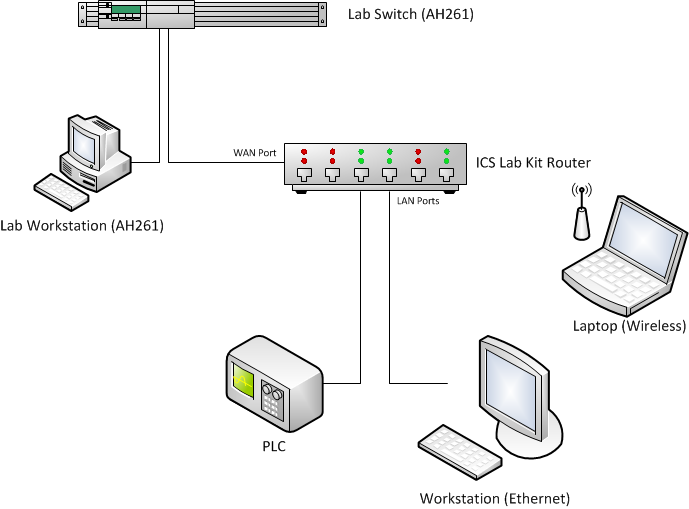 Lab Switch (AH261)
WAN Port
ICS Lab Kit Router
LAN Ports
Lab Workstation (AH261)
Laptop (Wireless)
PLC
Workstation (Ethernet)